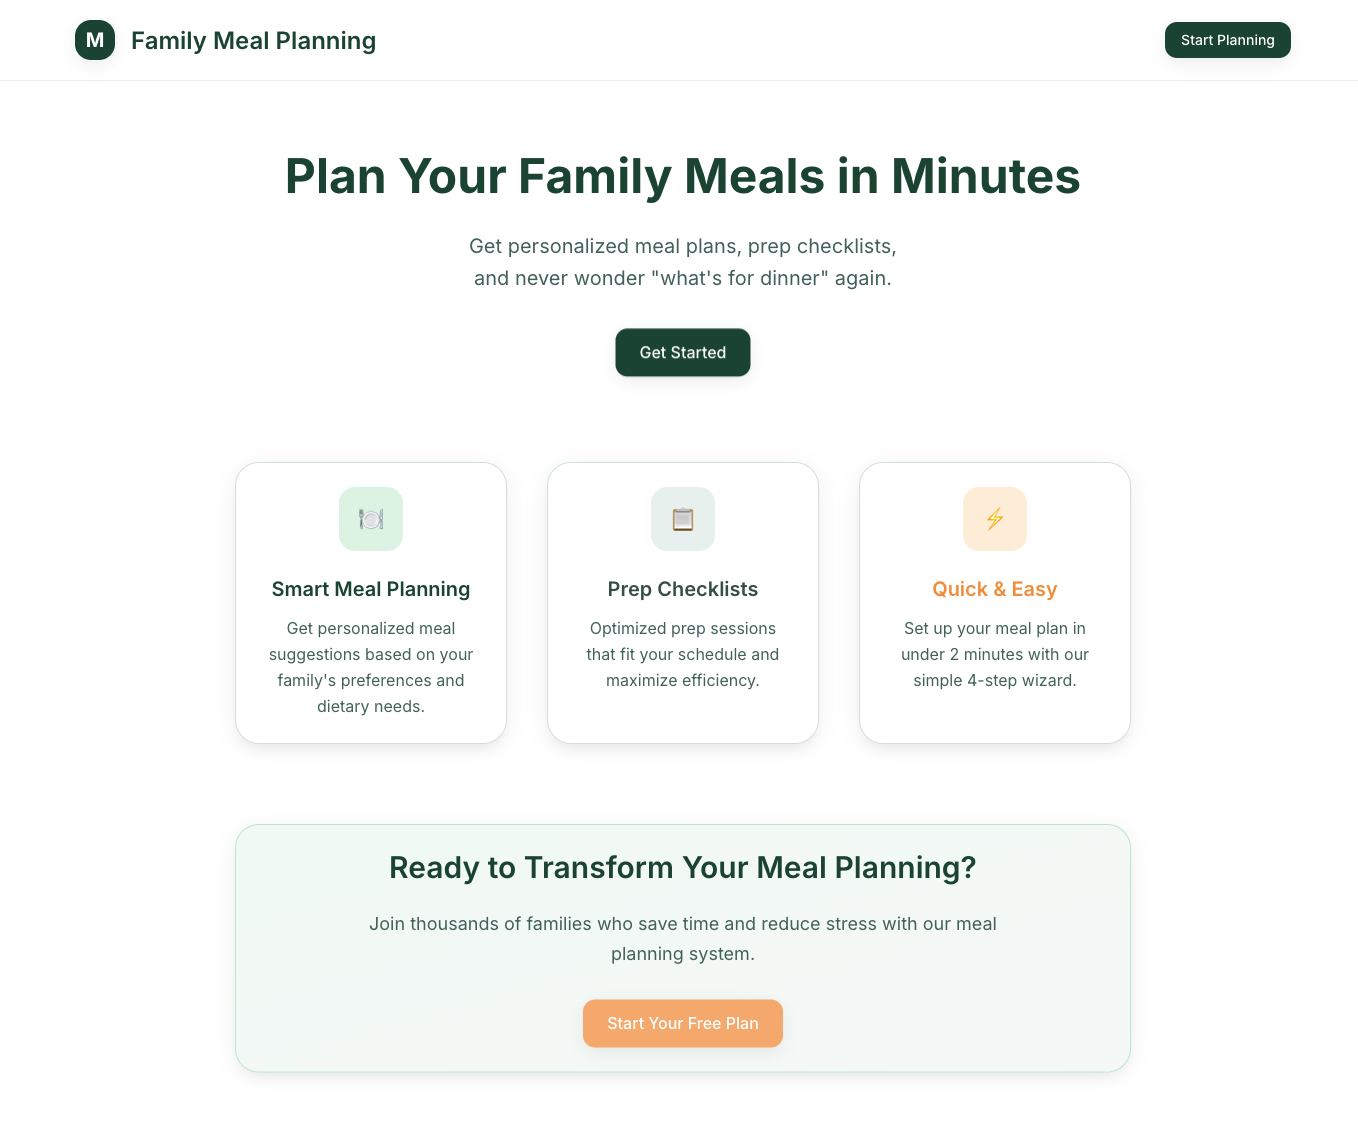 M
Family Meal Planning
Start Planning
Plan Your Family Meals in Minutes
Get personalized meal plans, prep checklists,
and never wonder "what's for dinner" again.
Get Started
Smart Meal Planning
Get personalized meal
suggestions based on your
family's preferences and
dietary needs.
Prep Checklists
Optimized prep sessions
that fit your schedule and
maximize efficiency.
Quick & Easy
Set up your meal plan in
under 2 minutes with our
simple 4-step wizard.
Ready to Transform Your Meal Planning?
Join thousands of families who save time and reduce stress with our meal
planning system.
Start Your Free Plan